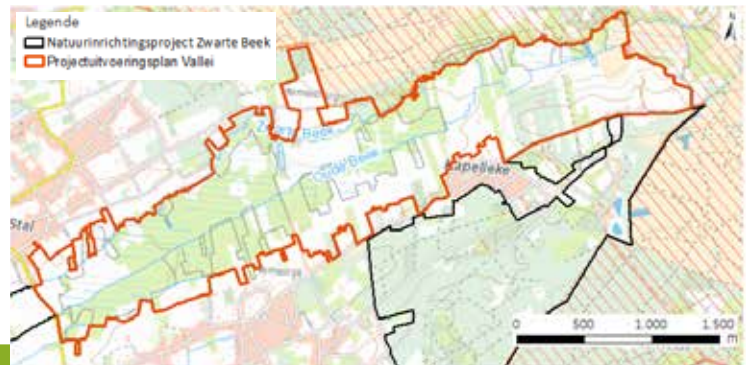 Legende
Natuurinrichtingsproject Zwarte Beek
Projectuitvoeringsplan Vallei
N
Zwarte Beek
Oude Beek
Kapelleke
Stal
0 500 1.000 1.500
m